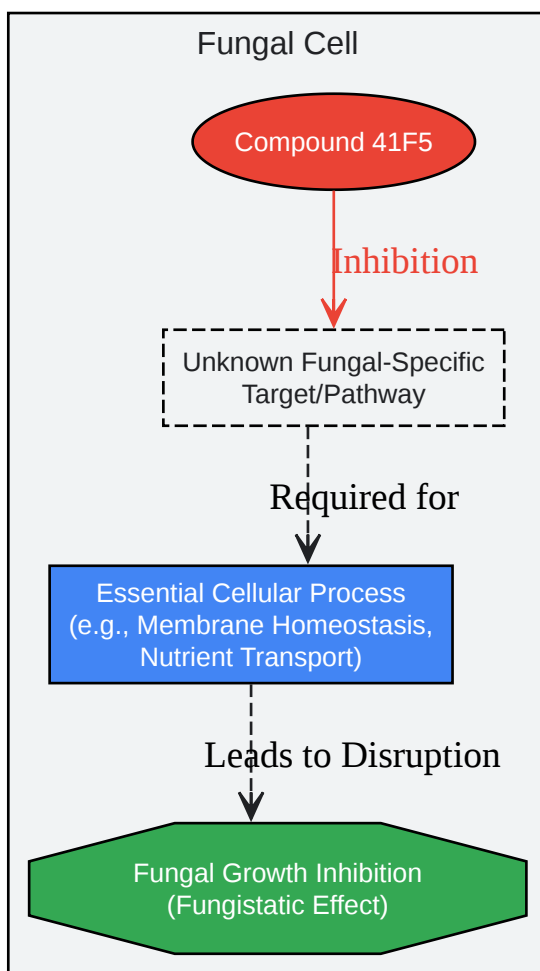 Fungal Cell
Compound 41F5
Inhibition
Unknown Fungal-Specific
Target/Pathway
Required for
Essential Cellular Process
(e.g., Membrane Homeostasis,
Nutrient Transport)
Leads to Disruption
Fungal Growth Inhibition
(Fungistatic Effect)